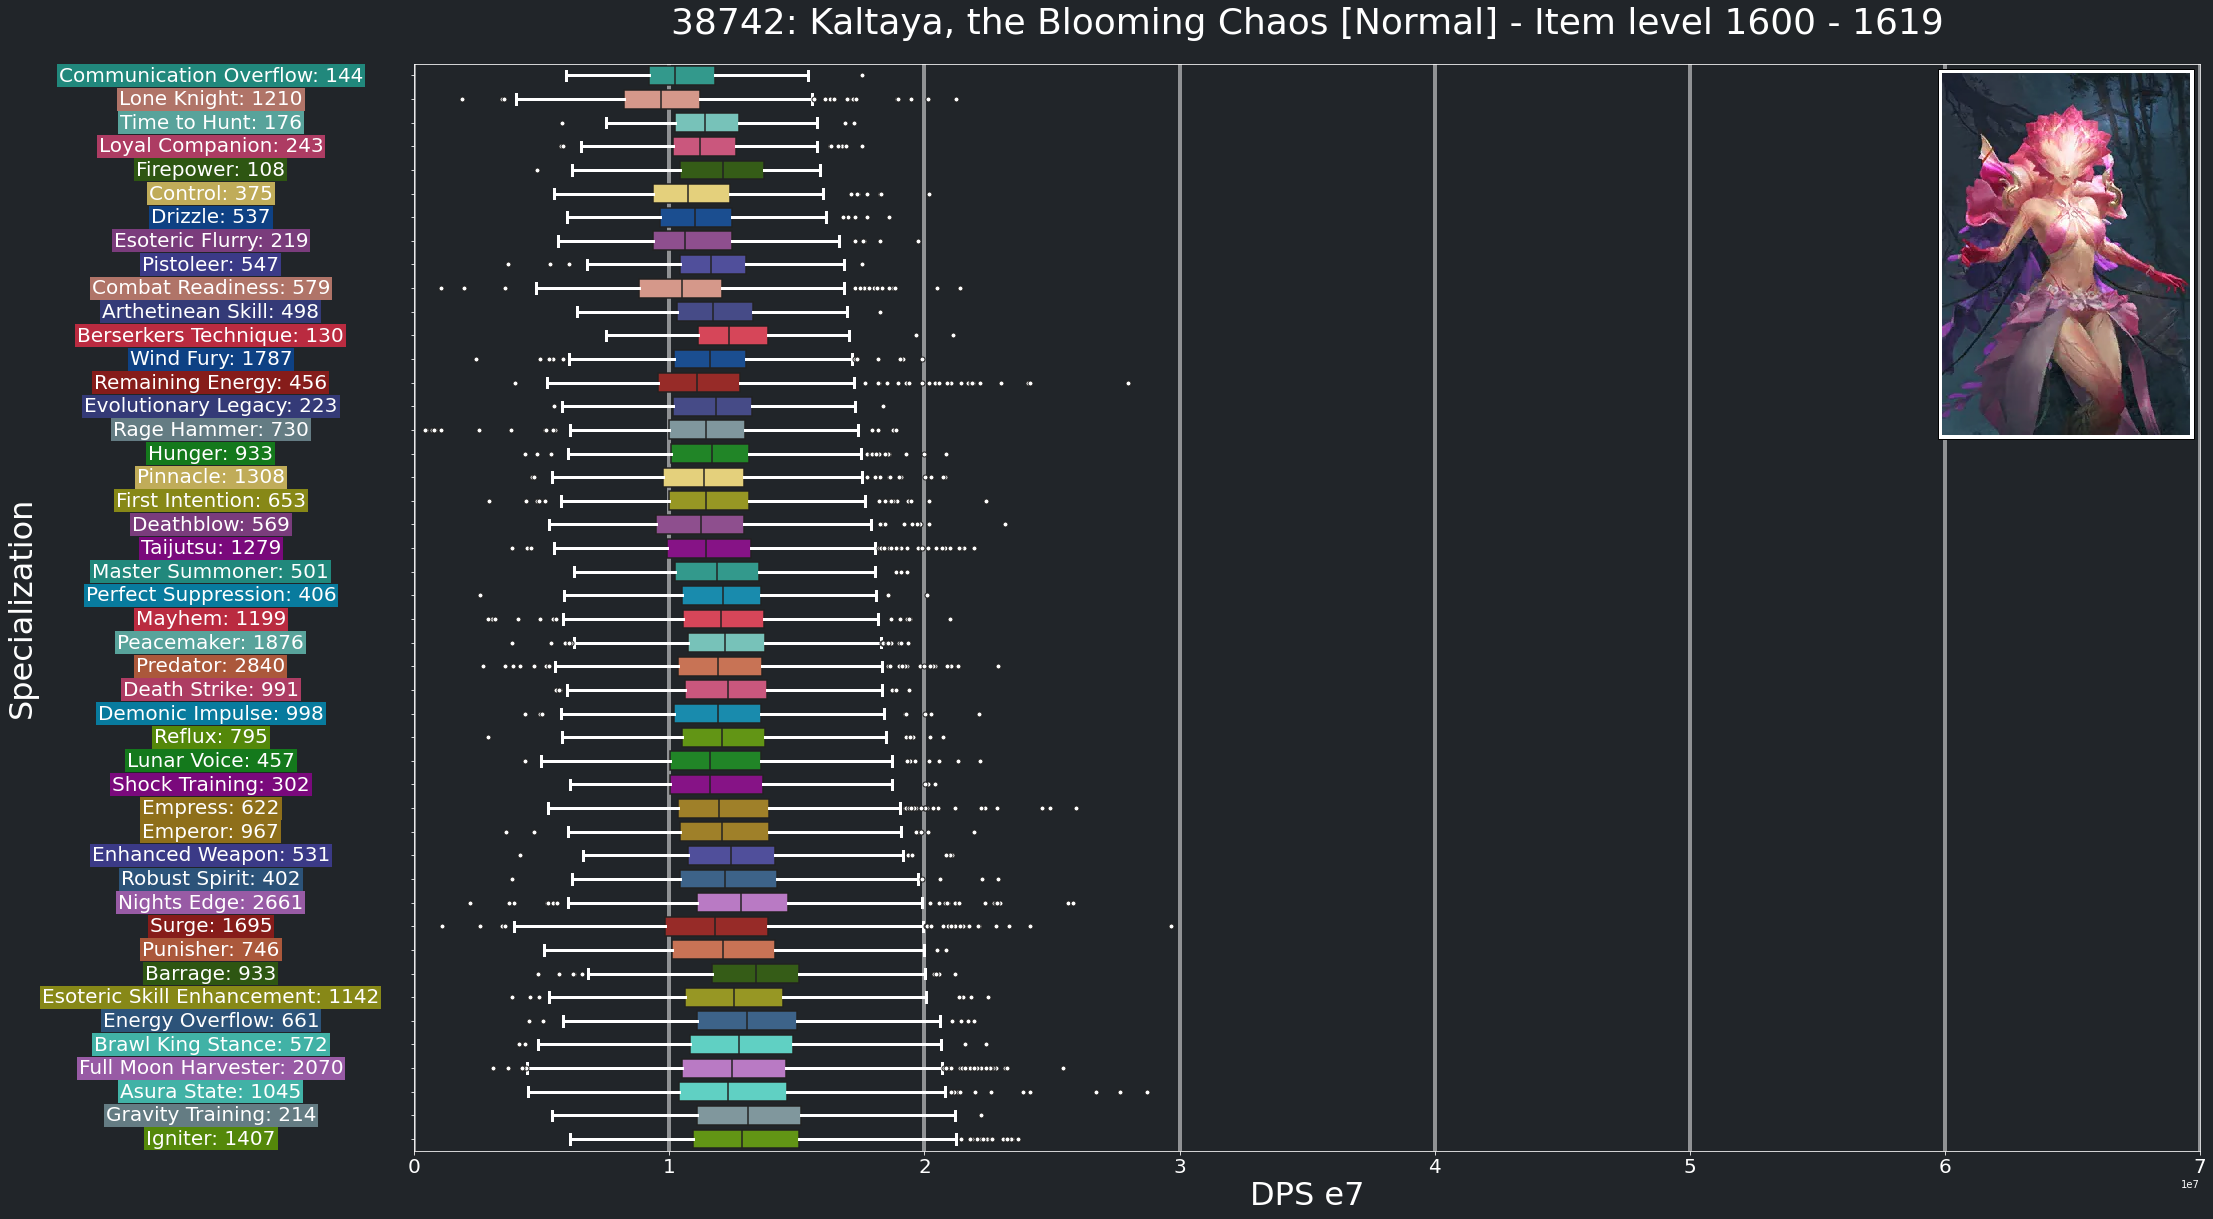 38742: Kaltaya, the Blooming Chaos [Normal] - Item level 1600 - 1619
Communication Overflow: 144
Lone Knight: 1210
Time to Hunt: 176
Loyal Companion: 243
Firepower: 108
Control: 375
Drizzle: 537
Esoteric Flurry: 219
Pistoleer: 547
Combat Readiness: 579
Arthetinean Skill: 498
Berserkers Technique: 130
Wind Fury: 1787
Remaining Energy: 456
Evolutionary Legacy: 223
Rage Hammer: 730
Hunger: 933
Pinnacle: 1308
First Intention: 653
Deathblow: 569
Taijutsu: 1279
Master Summoner: 501
Perfect Suppression: 406
Mayhem: 1199
Peacemaker: 1876
Predator: 2840
Death Strike: 991
Demonic Impulse: 998
Reflux: 795
Lunar Voice: 457
Shock Training: 302
Empress: 622
Emperor: 967
Enhanced Weapon: 531
Robust Spirit: 402
Nights Edge: 2661
Surge: 1695
Punisher: 746
Barrage: 933
Esoteric Skill Enhancement: 1142
Energy Overflow: 661
Brawl King Stance: 572
Full Moon Harvester: 2070
Asura State: 1045
Gravity Training: 214
Igniter: 1407
Specialization
0 1 2 3 4 5 6 7
1e7
DPS e7